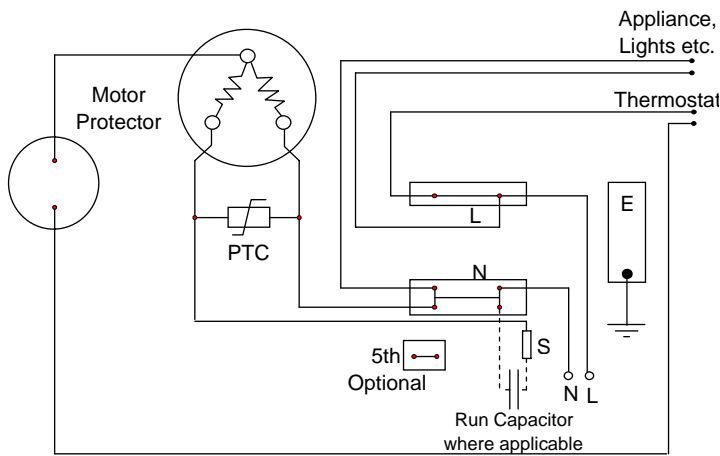 Appliance,
Lights etc.
Motor
Protector
Thermostat
L
E
PTC
N
S
5th
Optional
N L
Run Capacitor
where applicable